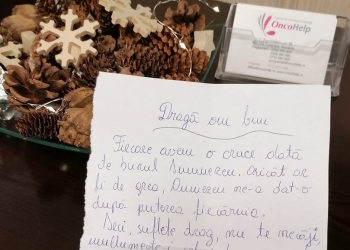 OncoHelp
Dragă om bun
Fiecare avem o cruce dată
de bunul Dumnezeu, oricât ar
fi de grea, Dumnezeu ne-a dat-o
după puterea fiecăruia.
Deci, suflete drag, nu te necăji,